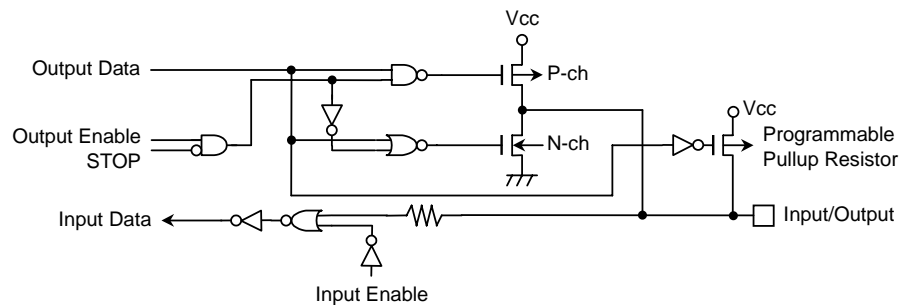 Vcc
Output Data
P-ch
Vcc
Output Enable
STOP
N-ch
Programmable
Pullup Resistor
Input Data
Input/Output
Input Enable